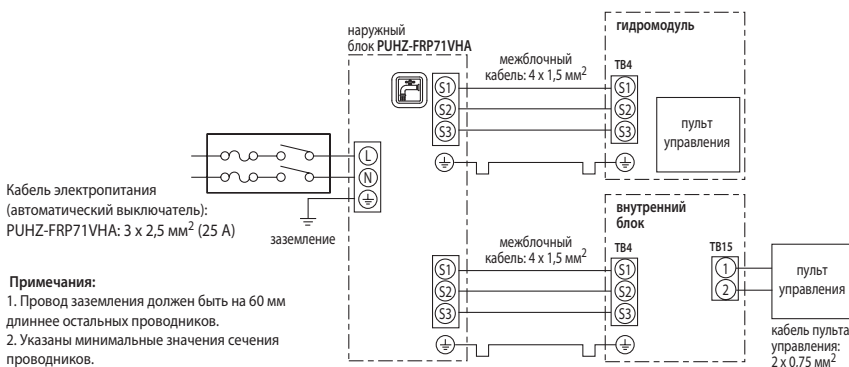 наружный
блок PUHZ-FRP71VHA
S1
S2
S3
межблочный
кабель: 4 x 1,5 мм²
гидромодуль
TB4
S1
S2
S3
пульт
управления
L
N
заземление
Кабель электропитания
(автоматический выключатель):
PUHZ-FRP71VHA: 3 x 2,5 мм² (25 А)
Примечания:
1. Провод заземления должен быть на 60 мм
длиннее остальных проводников.
2. Указаны минимальные значения сечения
проводников.
S1
S2
S3
межблочный
кабель: 4 x 1,5 мм²
внутренний
блок
TB4
S1
S2
S3
TB15
1
2
пульт
управления
кабель пульта
управления:
2 x 0,75 мм²